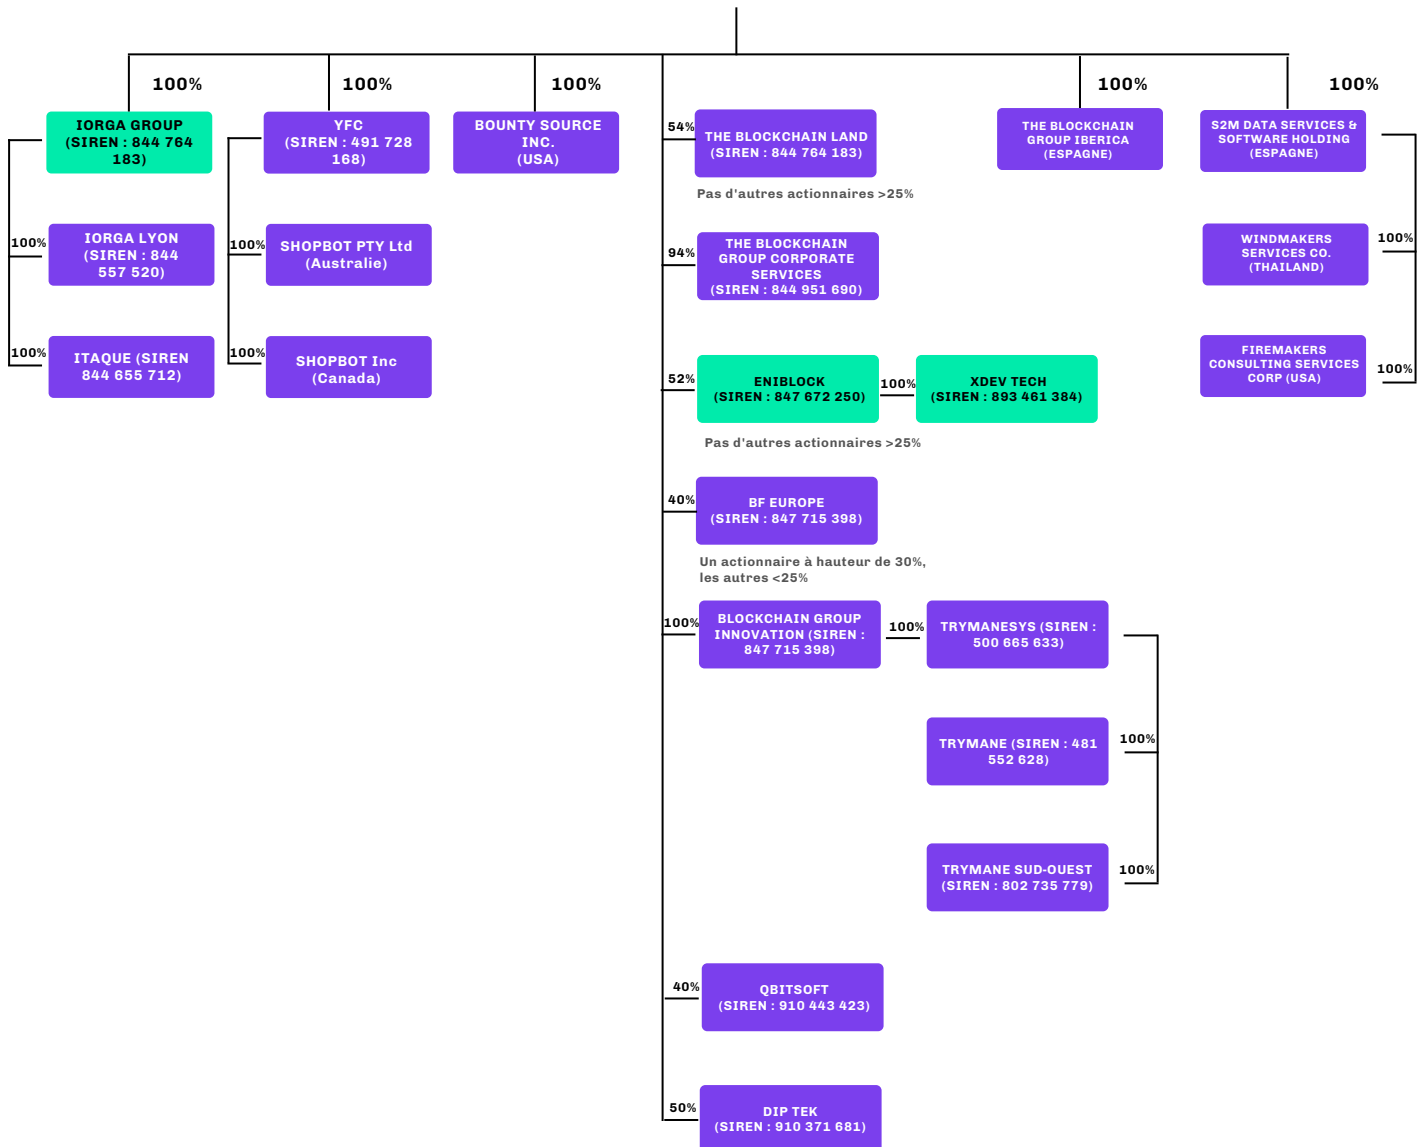 100%
100%
100%
100%
100%
IORGA GROUP
(SIREN : 844 764
183)
YFC
(SIREN : 491 728
168)
BOUNTY SOURCE
INC.
(USA)
54%
THE BLOCKCHAIN LAND
(SIREN : 844 764 183)
Pas d'autres actionnaires >25%
THE BLOCKCHAIN
GROUP IBERICA
(ESPAGNE)
S2M DATA SERVICES &
SOFTWARE HOLDING
(ESPAGNE)
100%
IORGA LYON
(SIREN : 844
557 520)
100%
SHOPBOT PTY Ltd
(Australie)
94%
THE BLOCKCHAIN
GROUP CORPORATE
SERVICES
(SIREN : 844 951 690)
WINDMAKERS
SERVICES CO.
(THAILAND)
100%
100%
ITAQUE (SIREN
844 655 712)
100%
SHOPBOT Inc
(Canada)
52%
ENIBLOCK
(SIREN : 847 672 250)
100%
XDEV TECH
(SIREN : 893 461 384)
Pas d'autres actionnaires >25%
FIREMAKERS
CONSULTING SERVICES
CORP (USA)
100%
40%
BF EUROPE
(SIREN : 847 715 398)
Un actionnaire à hauteur de 30%,
les autres <25%
100%
BLOCKCHAIN GROUP
INNOVATION (SIREN :
847 715 398)
100%
TRYMANESYS (SIREN :
500 665 633)
TRYMANE (SIREN : 481
552 628)
100%
TRYMANE SUD-OUEST
(SIREN : 802 735 779)
100%
40%
QBITSOFT
(SIREN : 910 443 423)
50%
DIP TEK
(SIREN : 910 371 681)